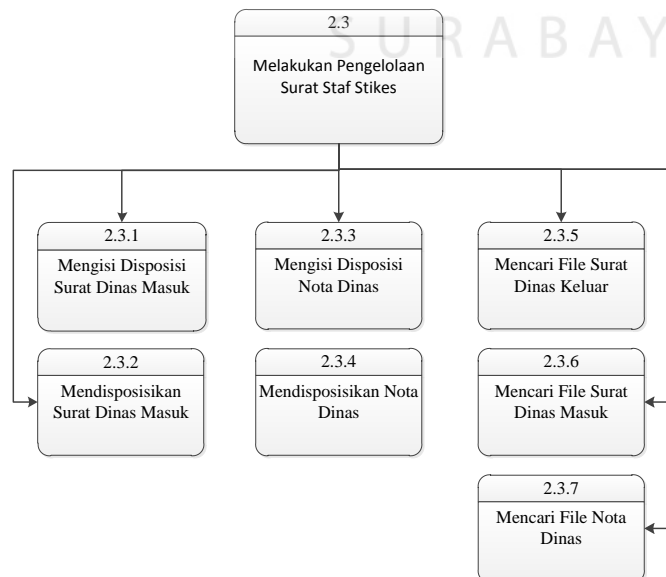 SURABAY
2.3
Melakukan Pengelolaan
Surat Staf Stikes
2.3.1
Mengisi Disposisi
Surat Dinas Masuk
2.3.3
Mengisi Disposisi
Nota Dinas
2.3.5
Mencari File Surat
Dinas Keluar
2.3.2
Mendisposisikan
Surat Dinas Masuk
2.3.4
Mendisposisikan Nota
Dinas
2.3.6
Mencari File Surat
Dinas Masuk
2.3.7
Mencari File Nota
Dinas